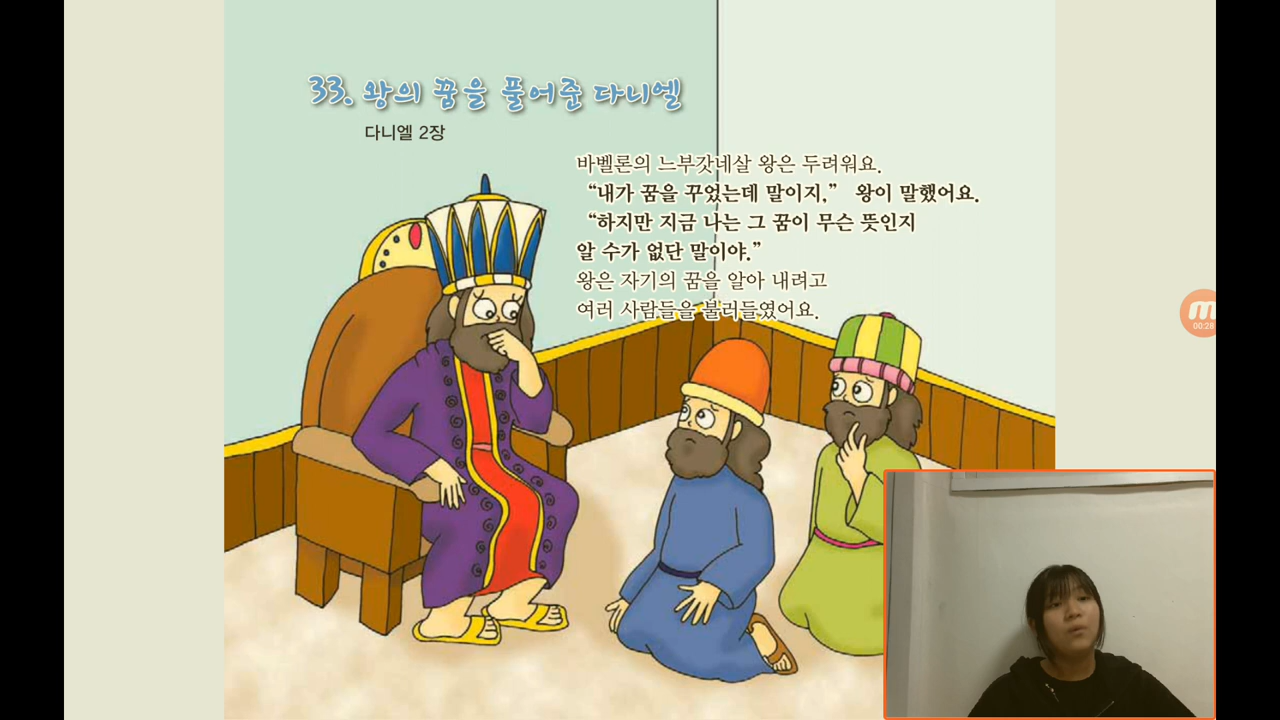 33. 왕의 꿈을 풀어준 다니엘
다니엘 2장
바벨론의 느부갓네살 왕은 두려워요.
“내가 꿈을 꾸었는데 말이지,” 왕이 말했어요.
“하지만 지금 나는 그 꿈이 무슨 뜻인지
알 수가 없단 말이야.”
왕은 자기의 꿈을 알아 내려고
여러 사람들을 불러들였어요.
00:28